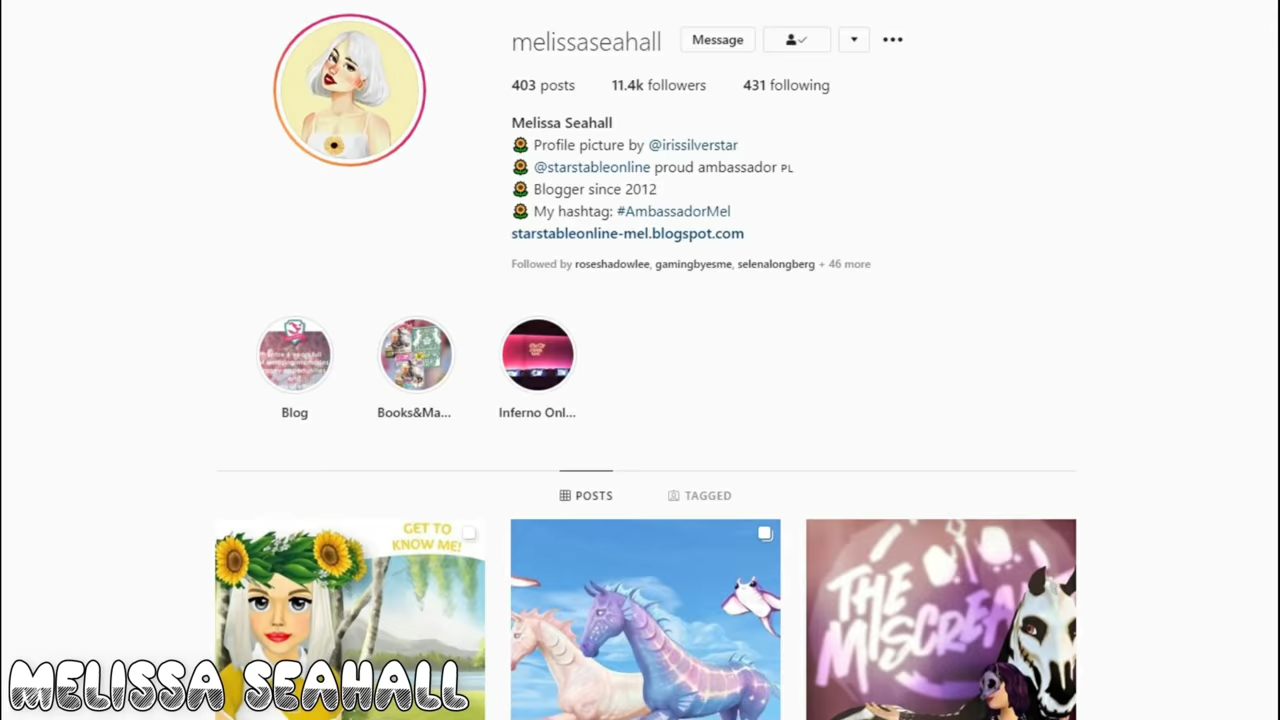 melissaseahall Message
403 posts 11.4k followers 431 following
Melissa Seahall
Profile picture by @irissilverstar
@starstableonline proud ambassador PL
Blogger since 2012
My hashtag: #AmbassadorMel
starstableonline-mel.blogspot.com
Followed by roseshadowlee, gamingbyesme, selenalongberg + 46 more
Blog Books&Ma... Inferno Onl...
POSTS TAGGED
GET TO
KNOW ME!
THE
MISCREA
MELISSA SEAHALL